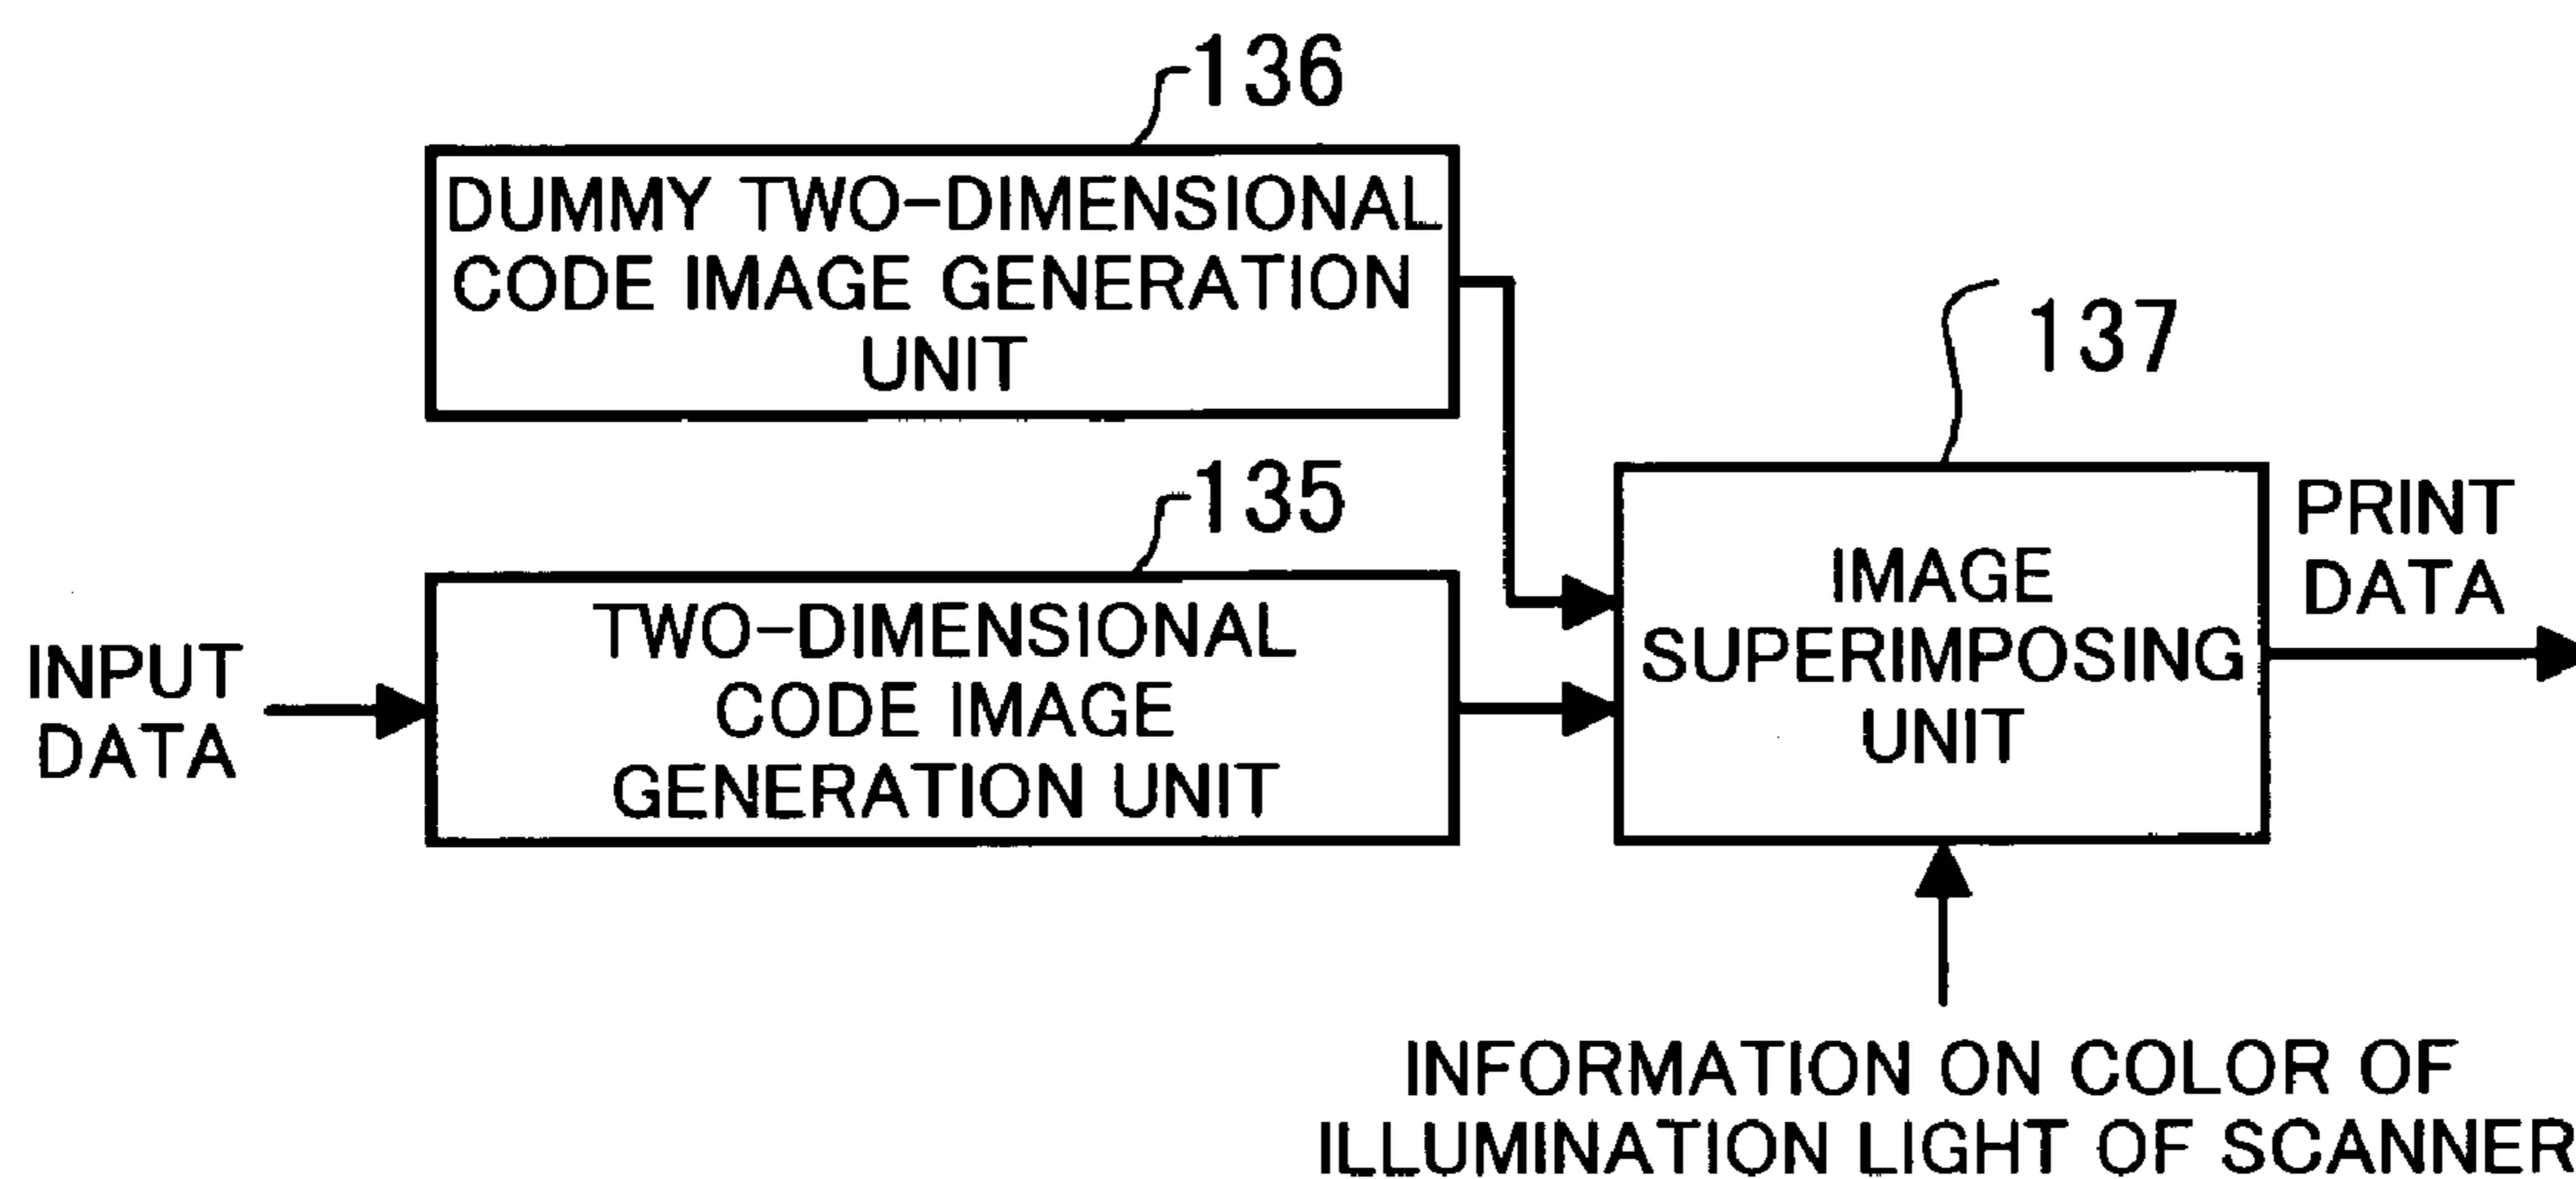 136
DUMMY TWO-DIMENSIONAL
CODE IMAGE GENERATION
UNIT
137
135
INPUT
DATA
TWO-DIMENSIONAL
CODE IMAGE
GENERATION UNIT
IMAGE
SUPERIMPOSING
UNIT
PRINT
DATA
INFORMATION ON COLOR OF
ILLUMINATION LIGHT OF SCANNER